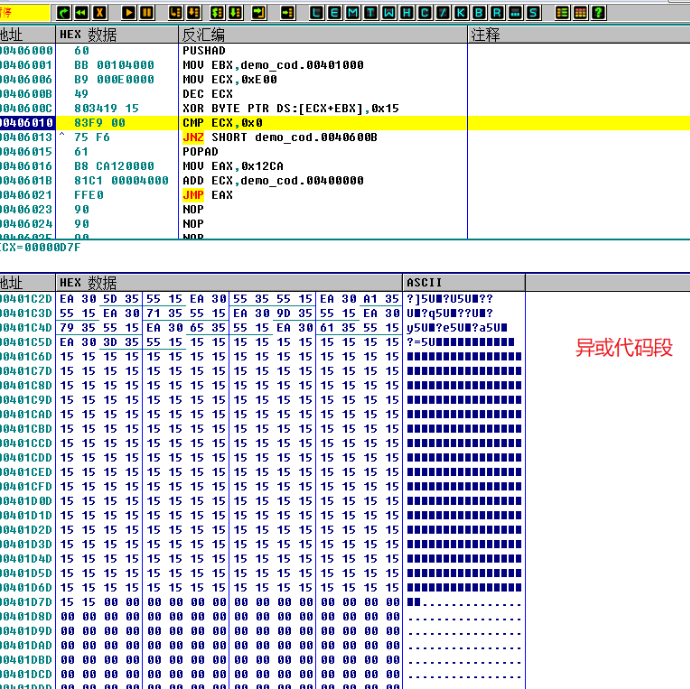 暂停 L E M T W H C / K B R ... S ?
地址 HEX 数据 反汇编 注释
00406000 60 PUSHAD
00406001 BB 00104000 MOV EBX,demo_cod.00401000
00406006 B9 000E0000 MOV ECX,0xE00
0040600B 49 DEC ECX
0040600C 803419 15 XOR BYTE PTR DS:[ECX+EBX],0x15
00406010 83F9 00 CMP ECX,0x0
00406013 ^ 75 F6 JNZ SHORT demo_cod.0040600B
00406015 61 POPAD
00406016 B8 CA120000 MOV EAX,0x12CA
0040601B 81C1 00004000 ADD ECX,demo_cod.00400000
00406021 FFE0 JMP EAX
00406023 90 NOP
00406024 90 NOP
00406025 90 NOP
ECX=00000D7F
地址 HEX 数据 ASCII
00401C2D EA 30 5D 35 55 15 EA 30 55 35 55 15 EA 30 A1 35 ?]5U■?U5U■??
00401C3D 55 15 EA 30 71 35 55 15 EA 30 9D 35 55 15 EA 30 U■?q5U■??U■?
00401C4D 79 35 55 15 EA 30 65 35 55 15 EA 30 61 35 55 15 y5U■?e5U■?a5U■
00401C5D EA 30 3D 35 55 15 15 15 15 15 15 15 15 15 15 15 ?=5U■■■■■■■■■■■
00401C6D 15 15 15 15 15 15 15 15 15 15 15 15 15 15 15 15 ■■■■■■■■■■■■■■■■
00401C7D 15 15 15 15 15 15 15 15 15 15 15 15 15 15 15 15 ■■■■■■■■■■■■■■■■
00401C8D 15 15 15 15 15 15 15 15 15 15 15 15 15 15 15 15 ■■■■■■■■■■■■■■■■
00401C9D 15 15 15 15 15 15 15 15 15 15 15 15 15 15 15 15 ■■■■■■■■■■■■■■■■
00401CAD 15 15 15 15 15 15 15 15 15 15 15 15 15 15 15 15 ■■■■■■■■■■■■■■■■
00401CBD 15 15 15 15 15 15 15 15 15 15 15 15 15 15 15 15 ■■■■■■■■■■■■■■■■
00401CCD 15 15 15 15 15 15 15 15 15 15 15 15 15 15 15 15 ■■■■■■■■■■■■■■■■
00401CDD 15 15 15 15 15 15 15 15 15 15 15 15 15 15 15 15 ■■■■■■■■■■■■■■■■
00401CED 15 15 15 15 15 15 15 15 15 15 15 15 15 15 15 15 ■■■■■■■■■■■■■■■■
00401CFD 15 15 15 15 15 15 15 15 15 15 15 15 15 15 15 15 ■■■■■■■■■■■■■■■■
00401D0D 15 15 15 15 15 15 15 15 15 15 15 15 15 15 15 15 ■■■■■■■■■■■■■■■■
00401D1D 15 15 15 15 15 15 15 15 15 15 15 15 15 15 15 15 ■■■■■■■■■■■■■■■■
00401D2D 15 15 15 15 15 15 15 15 15 15 15 15 15 15 15 15 ■■■■■■■■■■■■■■■■
00401D3D 15 15 15 15 15 15 15 15 15 15 15 15 15 15 15 15 ■■■■■■■■■■■■■■■■
00401D4D 15 15 15 15 15 15 15 15 15 15 15 15 15 15 15 15 ■■■■■■■■■■■■■■■■
00401D5D 15 15 15 15 15 15 15 15 15 15 15 15 15 15 15 15 ■■■■■■■■■■■■■■■■
00401D6D 15 15 15 15 15 15 15 15 15 15 15 15 15 15 15 15 ■■■■■■■■■■■■■■■■
00401D7D 15 15 00 00 00 00 00 00 00 00 00 00 00 00 00 00 ■■..............
00401D8D 00 00 00 00 00 00 00 00 00 00 00 00 00 00 00 00 ................
00401D9D 00 00 00 00 00 00 00 00 00 00 00 00 00 00 00 00 ................
00401DAD 00 00 00 00 00 00 00 00 00 00 00 00 00 00 00 00 ................
00401DBD 00 00 00 00 00 00 00 00 00 00 00 00 00 00 00 00 ................
00401DCD 00 00 00 00 00 00 00 00 00 00 00 00 00 00 00 00 ................
00401DDD 00 00 00 00 00 00 00 00 00 00 00 00 00 00 00 00 ................
异或代码段